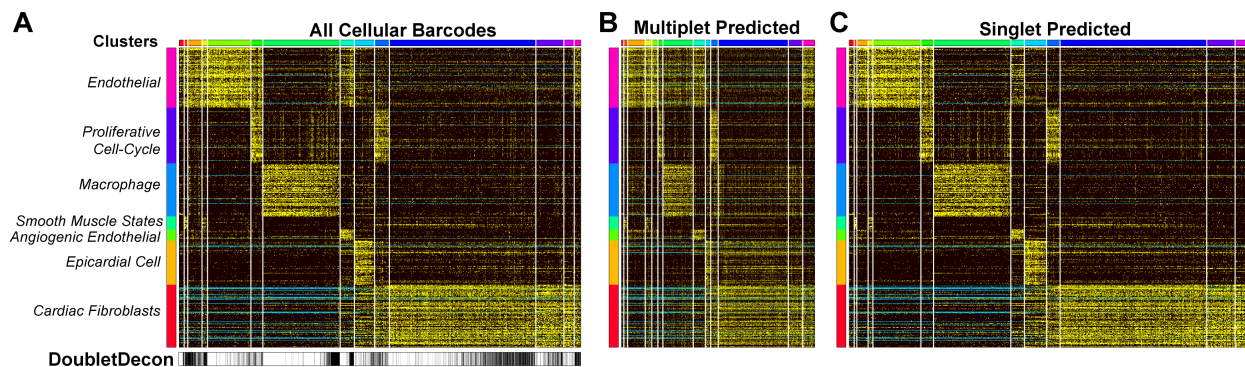 A
B
C
All Cellular Barcodes
Multiplet Predicted
Singlet Predicted
Clusters
Endothelial
Proliferative
Cell-Cycle
Macrophage
Smooth Muscle States
Angiogenic Endothelial
Epicardial Cell
Cardiac Fibroblasts
DoubletDecon